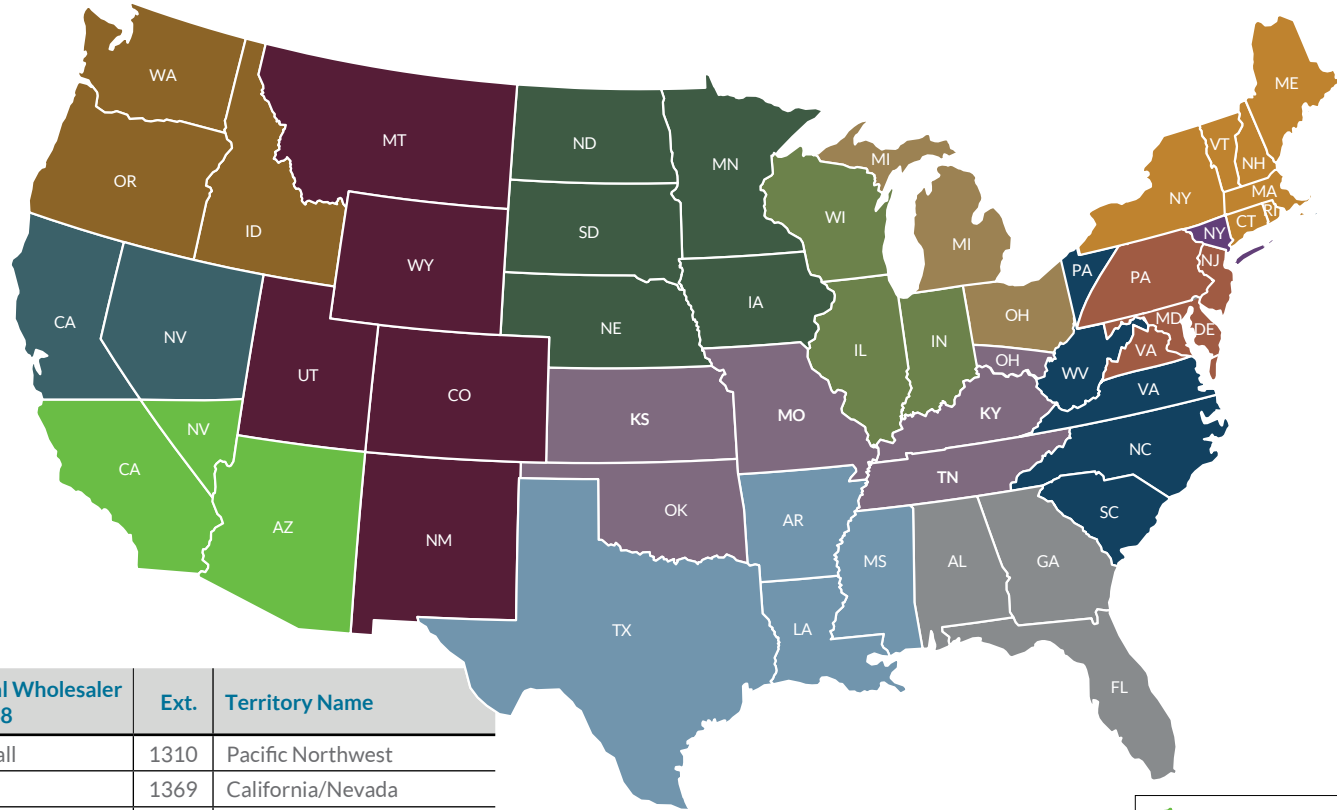 ME
WA
MT
ND
MN
VT
NH
MI
OR
NY
MA
RI
CT
WI
ID
SD
NY
MI
WY
PA
PA
NJ
CA
NV
NE
IA
OH
MD
DE
IL
IN
VA
UT
OH
WV
CO
VA
KS
MO
KY
NV
NC
CA
TN
OK
SC
AR
AZ
NM
MS
AL
GA
TX
LA
FL
al Wholesaler Ext. Territory Name
8
all 1310 Pacific Northwest
1369 California/Nevada